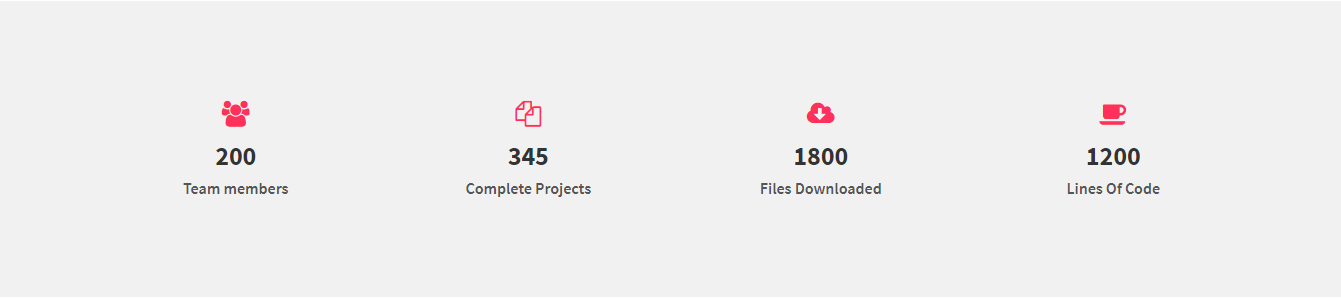 200
345
1800
1200
Team members
Complete Projects
Files Downloaded
Lines Of Code